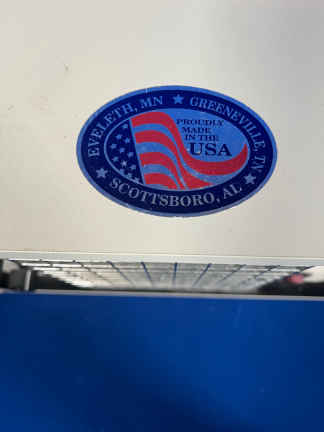 EVELETH, MN ★ GREENEVILLE, TN
PROUDLY
MADE
IN THE
USA
★ SCOTTSBORO, AL ★